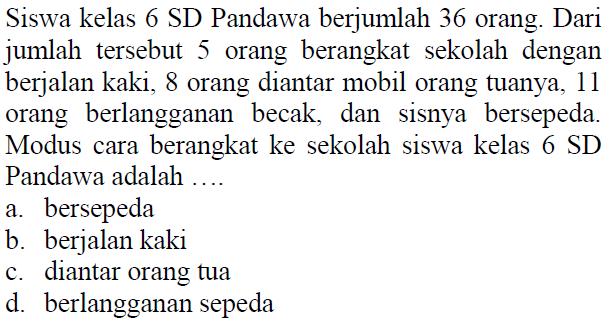 Siswa kelas 6 SD Pandawa berjumlah 36 orang. Dari
jumlah tersebut 5 orang berangkat sekolah dengan
berjalan kaki, 8 orang diantar mobil orang tuanya, 11
orang berlangganan becak, dan sisnya bersepeda.
Modus cara berangkat ke sekolah siswa kelas 6 SD
Pandawa adalah ....
a. bersepeda
b. berjalan kaki
c. diantar orang tua
d. berlangganan sepeda